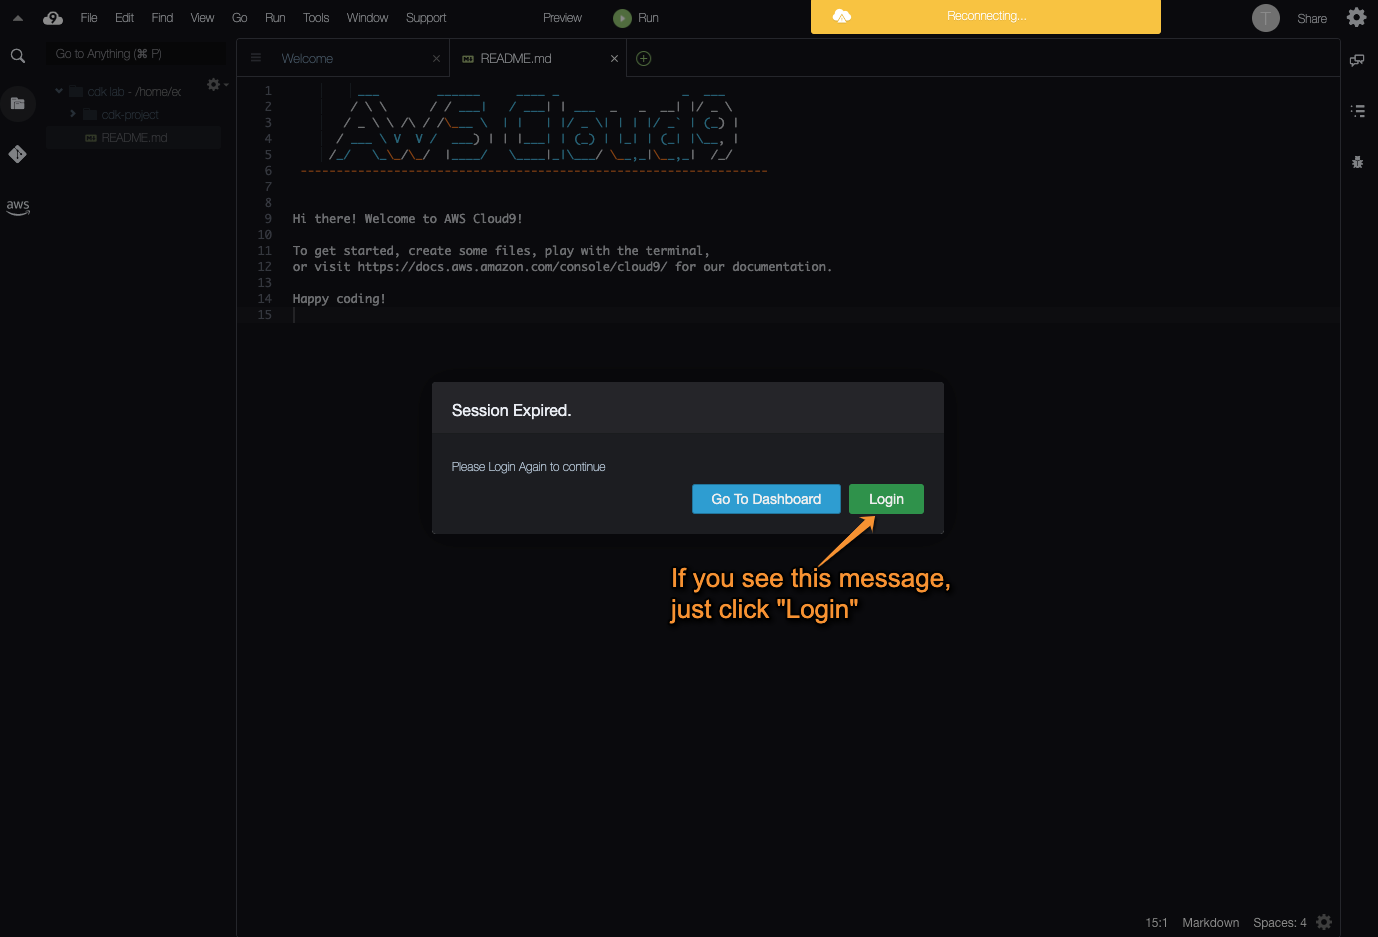 File Edit Find View Go Run Tools Window Support Preview Run Reconnecting... T Share
Go to Anything (⌘ P)
Welcome
README.md
cdk lab - /home/ec
cdk-project
README.md
aws
1
2
3
4
5
6 -----------------------------------------------------------------
7
8
9 Hi there! Welcome to AWS Cloud9!
10
11 To get started, create some files, play with the terminal,
12 or visit https://docs.aws.amazon.com/console/cloud9/ for our documentation.
13
14 Happy coding!
15
Session Expired.
Please Login Again to continue
Go To Dashboard Login
If you see this message,
just click "Login"
15:1 Markdown Spaces: 4